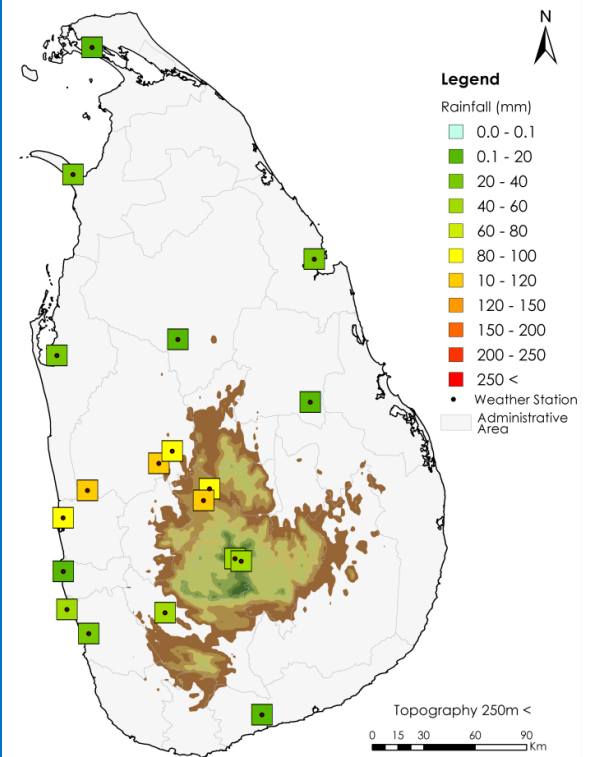 N
Legend
Rainfall (mm)
0.0 - 0.1
0.1 - 20
20 - 40
40 - 60
60 - 80
80 - 100
10 - 120
120 - 150
150 - 200
200 - 250
250 <
Weather Station
Administrative
Area
Topography 250m <
0 15 30 60 90
Km